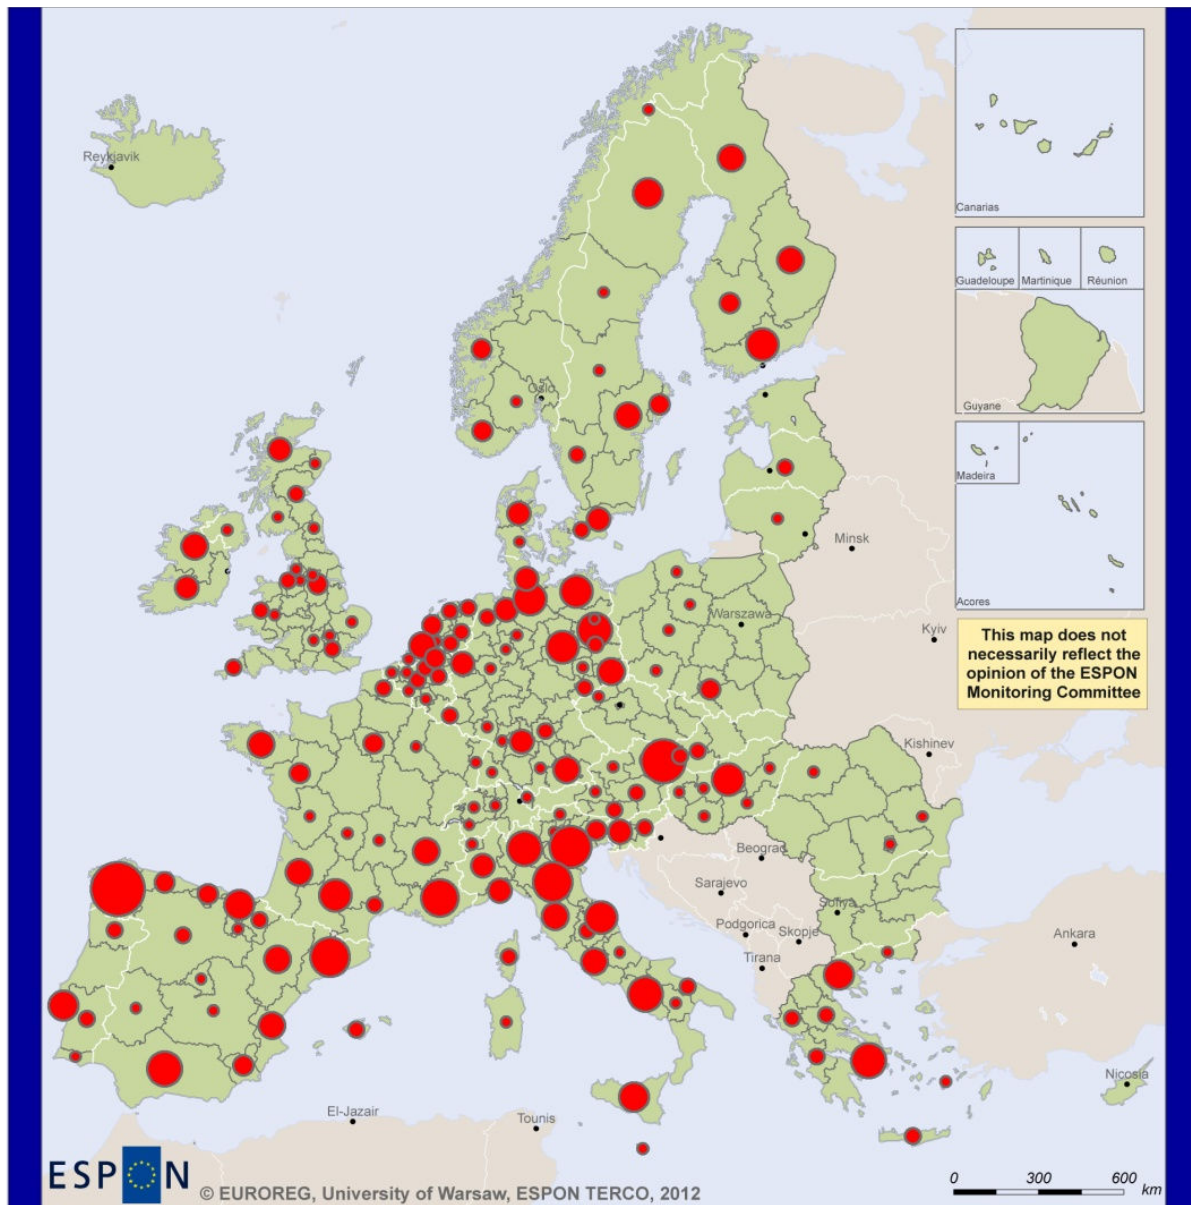 Reykjavik
Canarias
Guadeloupe
Martinique
Réunion
Guyane
Oslo
Madeira
Minsk
Acores
Warszawa
Kyiv
This map does not
necessarily reflect the
opinion of the ESPON
Monitoring Committee
Kishinev
Beograd
Sarajevo
Sofiya
Podgorica
Skopje
Ankara
Tirana
Nicosia
El-Jazair
Tounis
ESPON
© EUROREG, University of Warsaw, ESPON TERCO, 2012
0 300 600
km